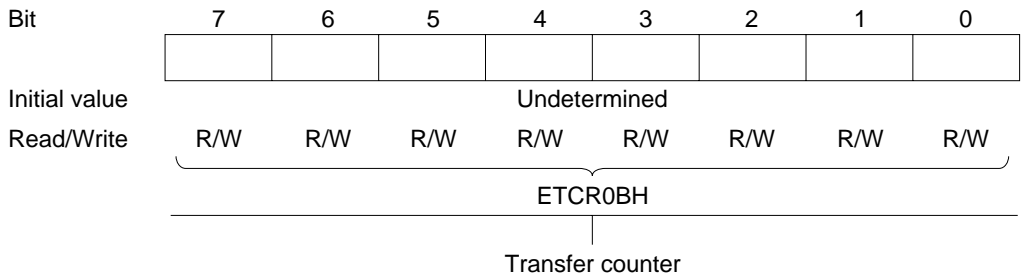 Bit 7 6 5 4 3 2 1 0
Initial value Undetermined
Read/Write R/W R/W R/W R/W R/W R/W R/W R/W
ETCR0BH
Transfer counter